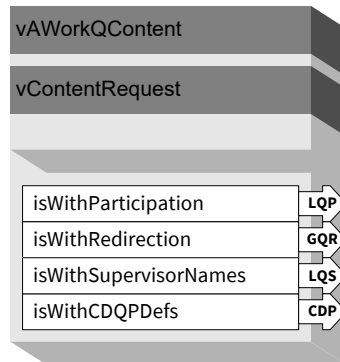 vAWorkQContent
vContentRequest
isWithParticipation LQP
isWithRedirection GQR
isWithSupervisorNames LQS
isWithCDQPDefs CDP